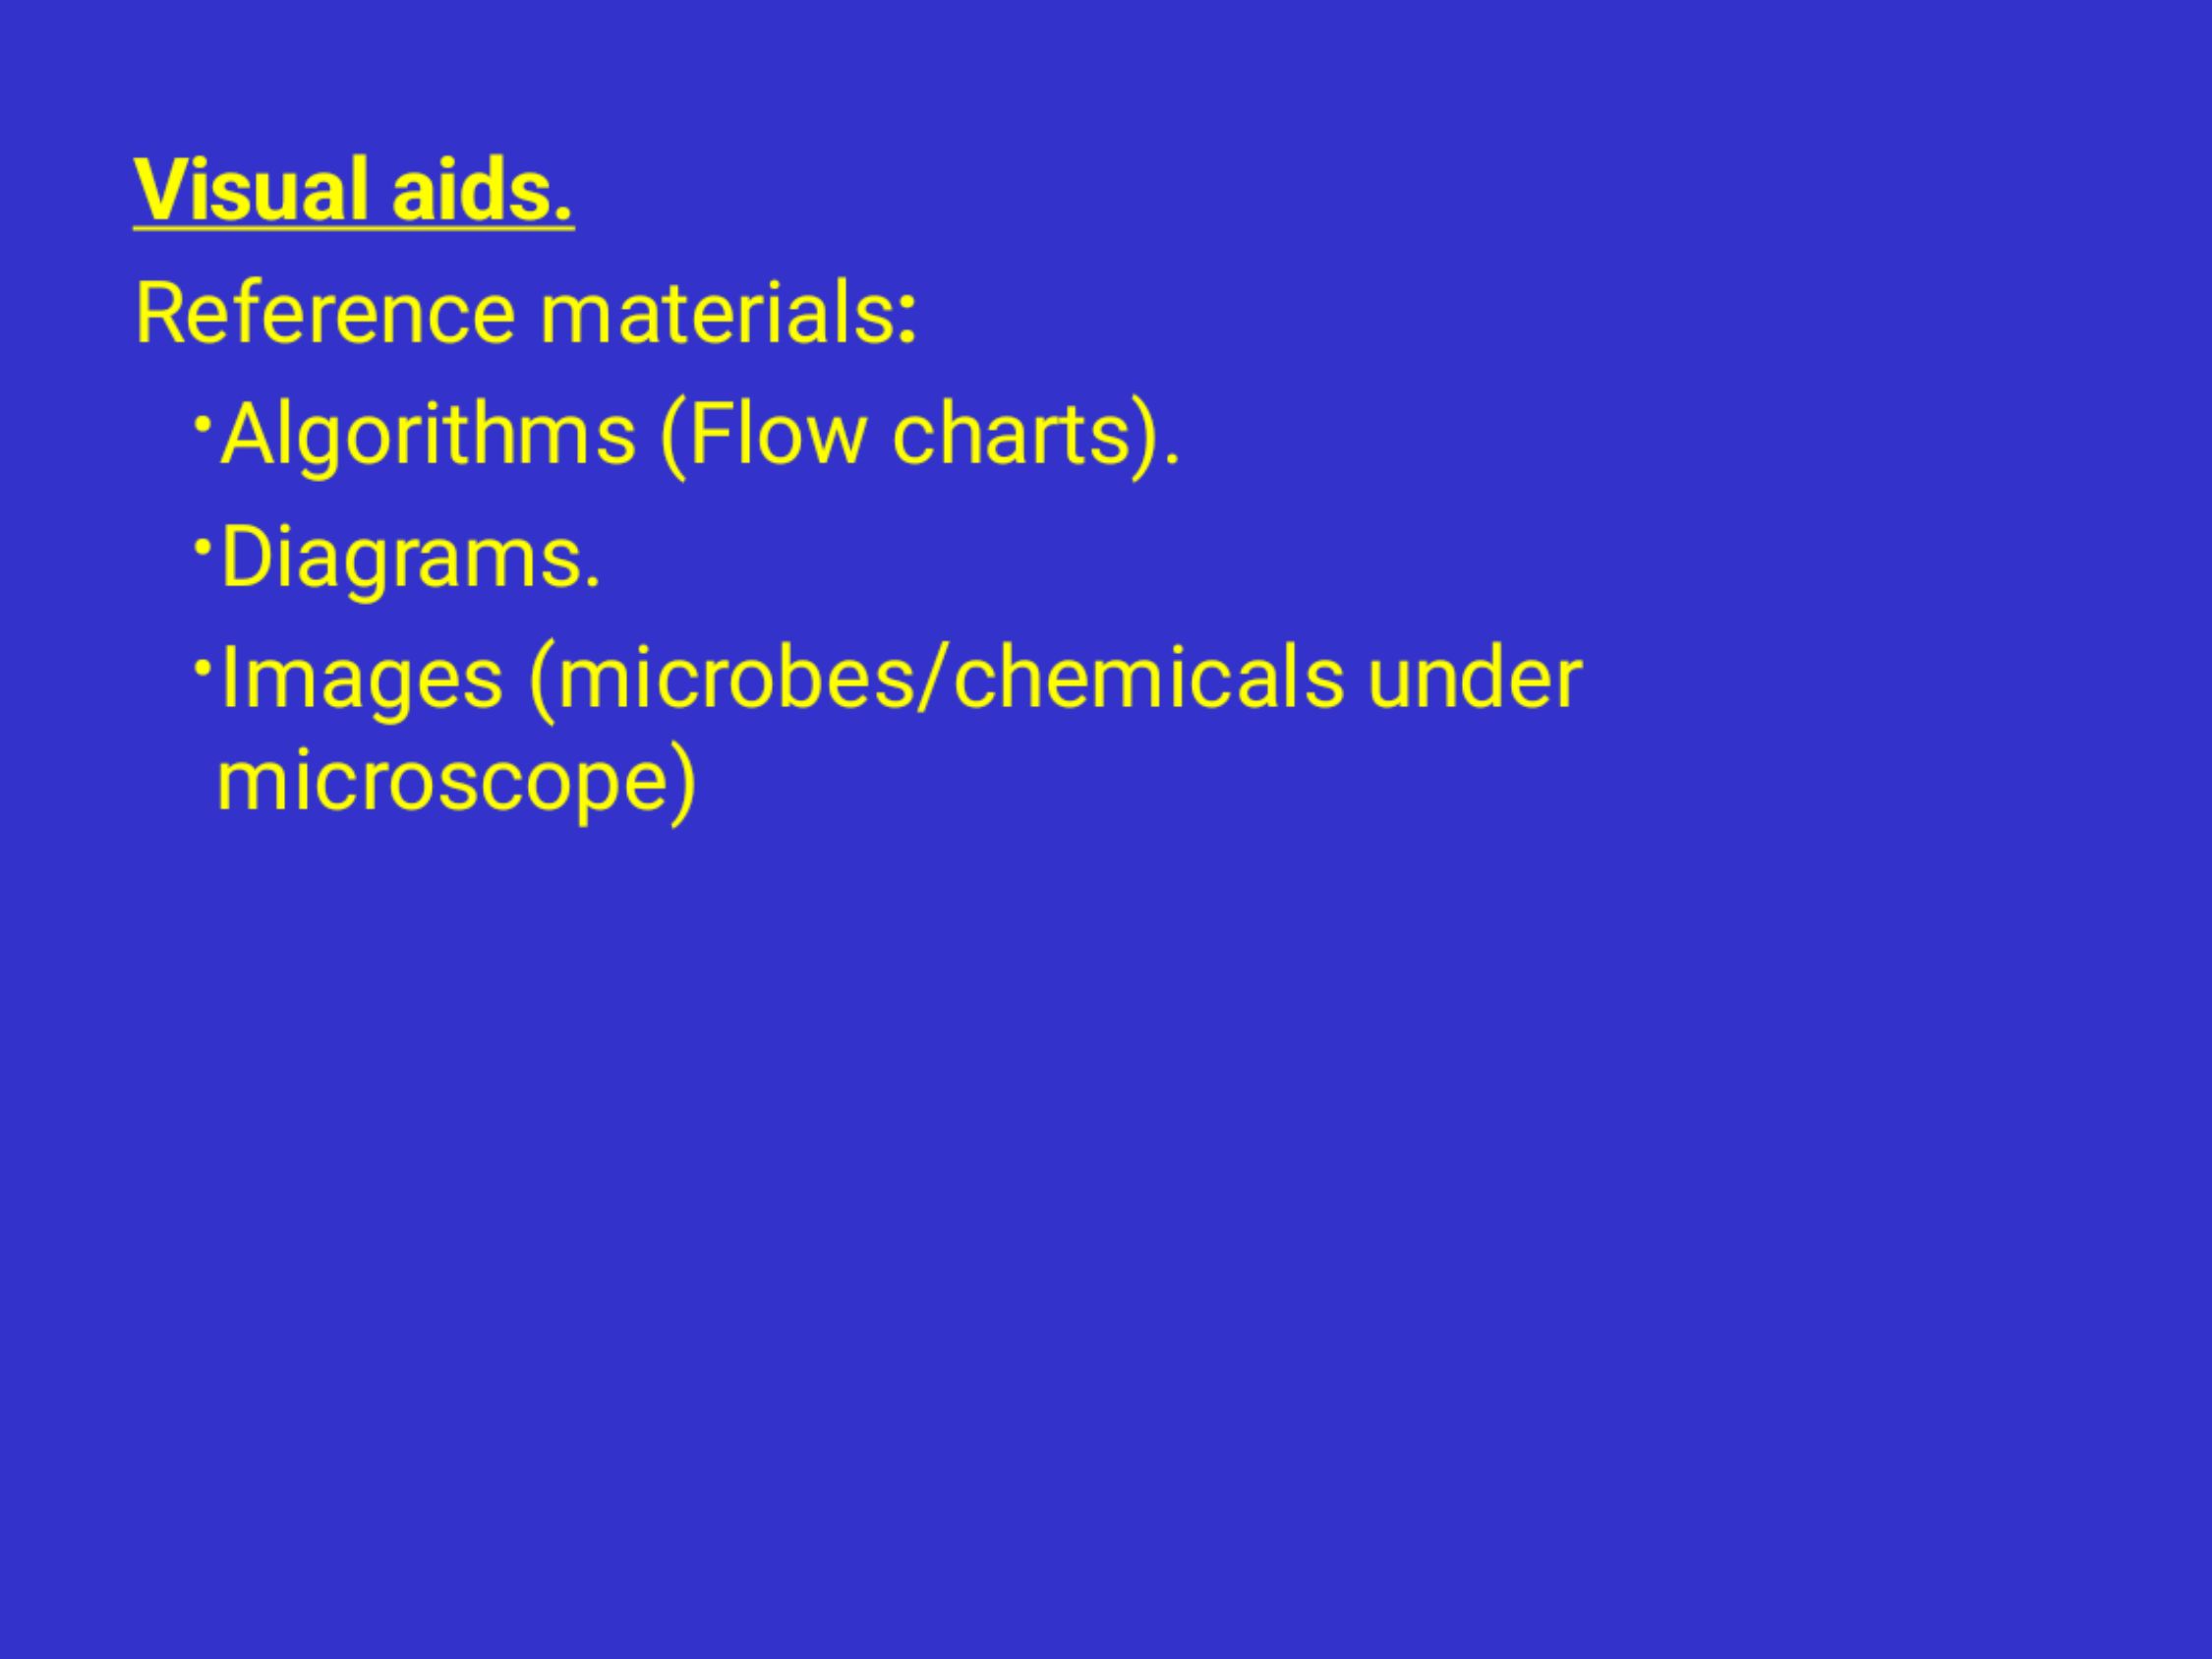 Visual aids.
Reference materials:
•Algorithms (Flow charts).
•Diagrams.
•Images (microbes/chemicals under
microscope)